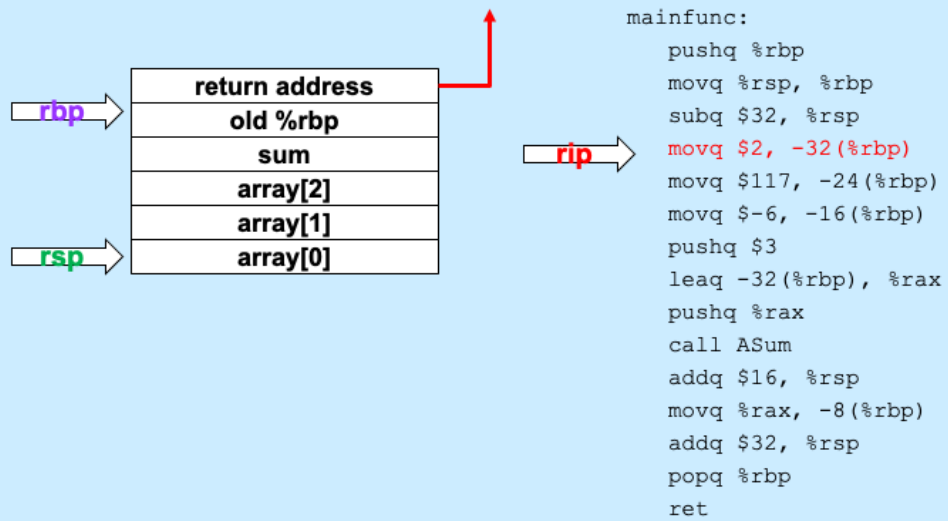 return address
rbp
old %rbp
sum
array[2]
array[1]
rsp
array[0]
rip
mainfunc:
pushq %rbp
movq %rsp, %rbp
subq $32, %rsp
movq $2, -32(%rbp)
movq $117, -24(%rbp)
movq $-6, -16(%rbp)
pushq $3
leaq -32(%rbp), %rax
pushq %rax
call ASum
addq $16, %rsp
movq %rax, -8(%rbp)
addq $32, %rsp
popq %rbp
ret